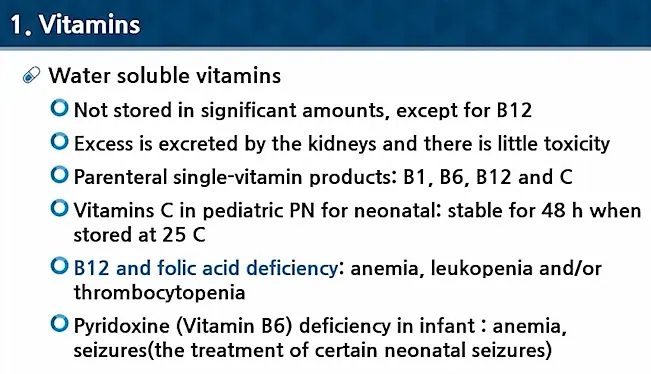 1. Vitamins
Water soluble vitamins
Not stored in significant amounts, except for B12
Excess is excreted by the kidneys and there is little toxicity
Parenteral single-vitamin products: B1, B6, B12 and C
Vitamins C in pediatric PN for neonatal: stable for 48 h when
stored at 25 C
B12 and folic acid deficiency: anemia, leukopenia and/or
thrombocytopenia
Pyridoxine (Vitamin B6) deficiency in infant : anemia,
seizures(the treatment of certain neonatal seizures)